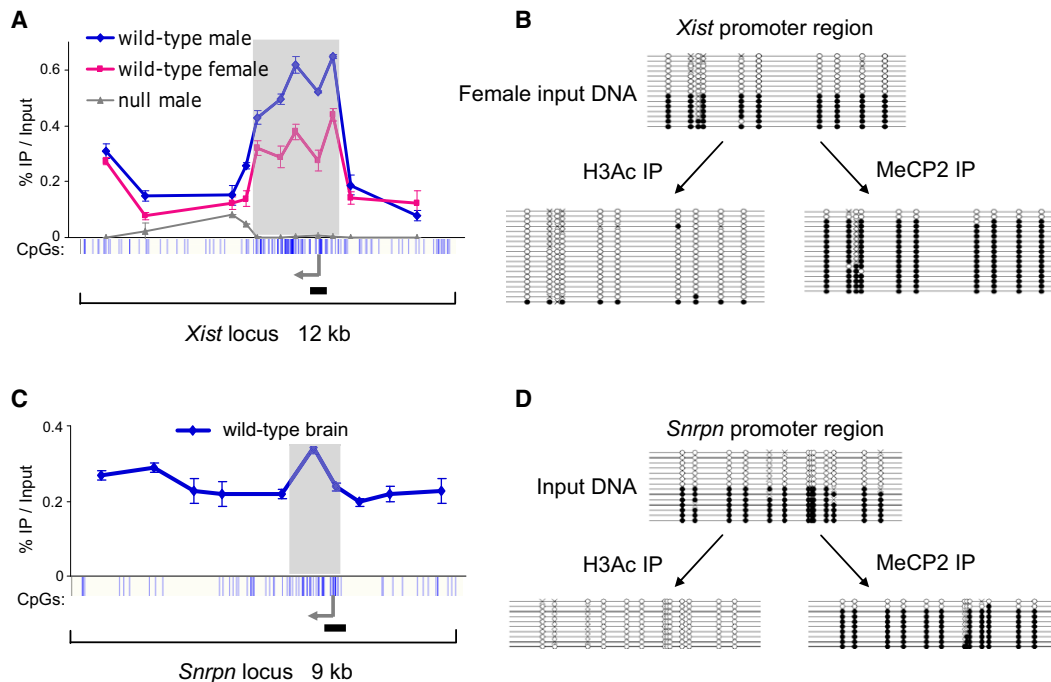 A
wild-type male
wild-type female
null male
% IP / Input
0.6
0.4
0.2
0
CpGs:
Xist locus 12 kb
B
Xist promoter region
Female input DNA
H3Ac IP
MeCP2 IP
C
wild-type brain
% IP / Input
0.4
0.2
0
CpGs:
Snrpn locus 9 kb
D
Snrpn promoter region
Input DNA
H3Ac IP
MeCP2 IP